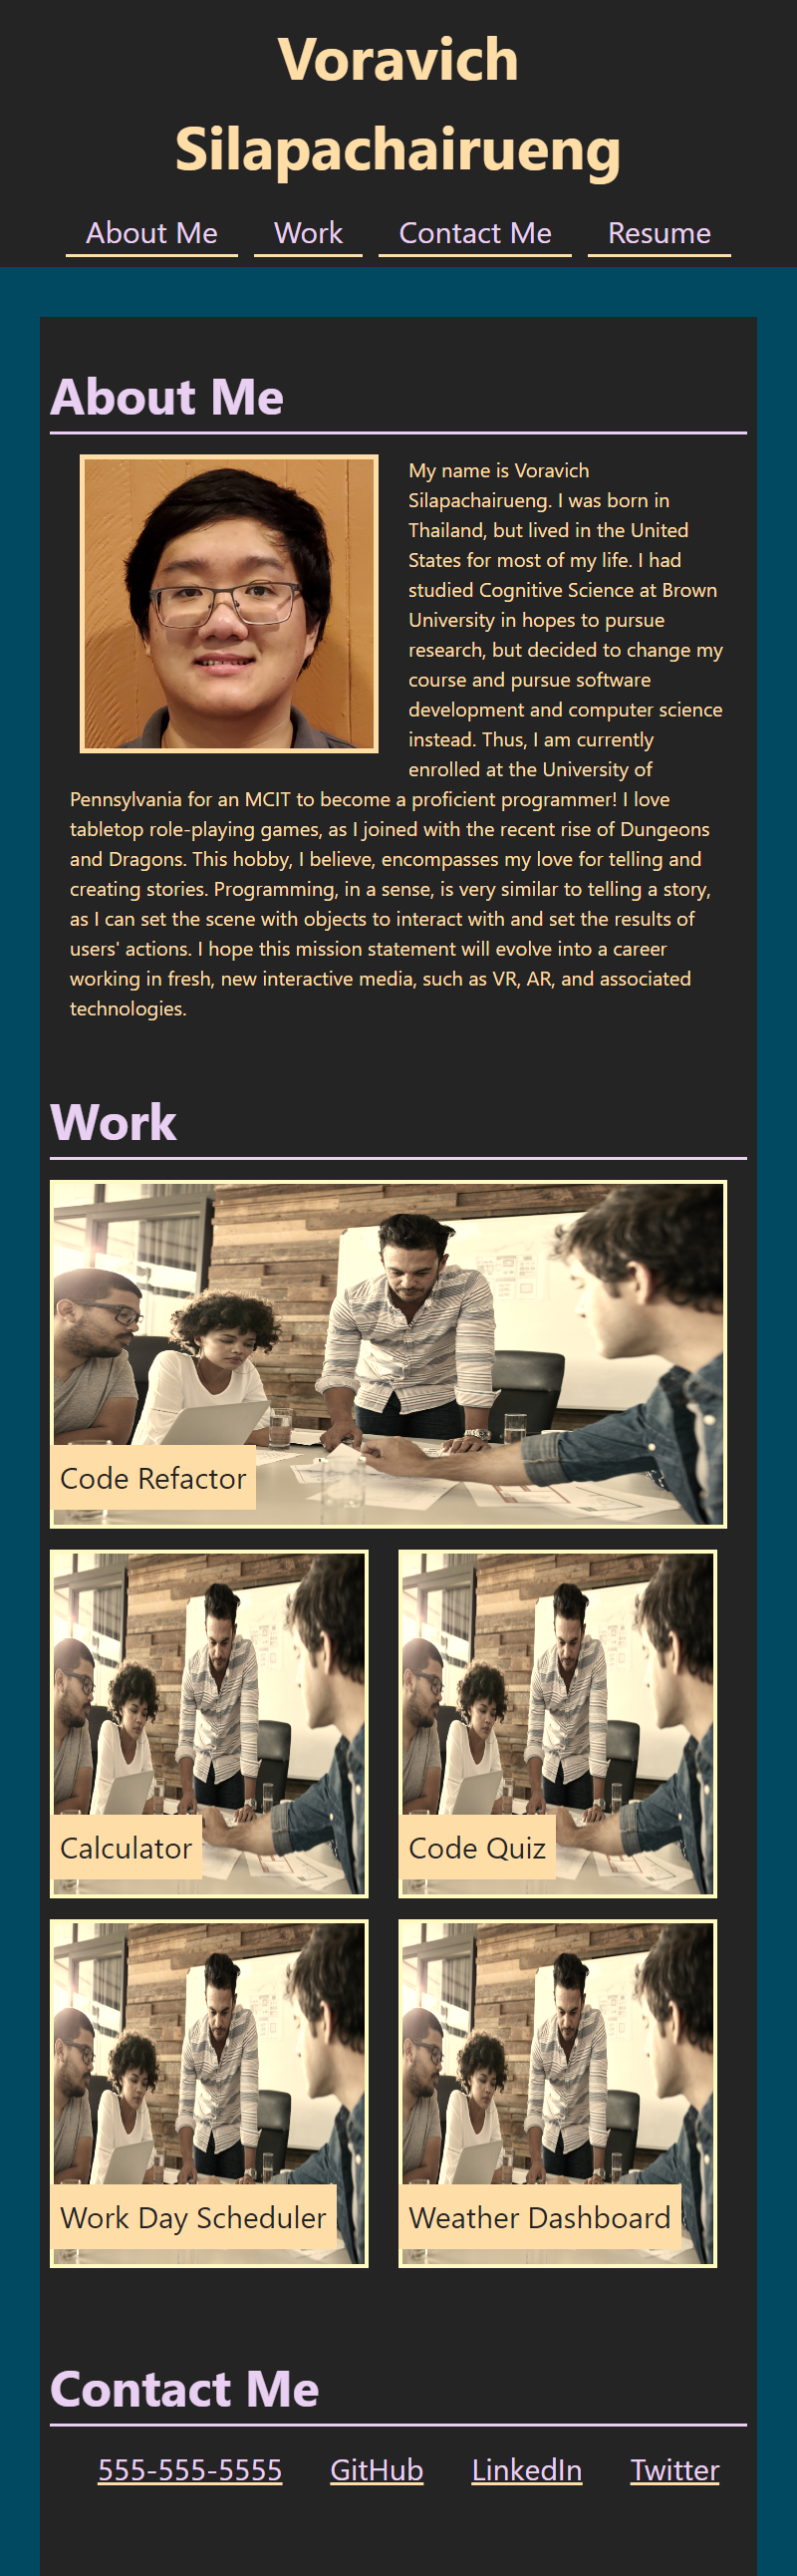 Voravich
Silapachairueng
About Me Work Contact Me Resume
About Me
My name is Voravich
Silapachairueng. I was born in
Thailand, but lived in the United
States for most of my life. I had
studied Cognitive Science at Brown
University in hopes to pursue
research, but decided to change my
course and pursue software
development and computer science
instead. Thus, I am currently
enrolled at the University of
Pennsylvania for an MCIT to become a proficient programmer! I love
tabletop role-playing games, as I joined with the recent rise of Dungeons
and Dragons. This hobby, I believe, encompasses my love for telling and
creating stories. Programming, in a sense, is very similar to telling a story,
as I can set the scene with objects to interact with and set the results of
users' actions. I hope this mission statement will evolve into a career
working in fresh, new interactive media, such as VR, AR, and associated
technologies.
Work
Code Refactor
Calculator
Code Quiz
Work Day Scheduler
Weather Dashboard
Contact Me
555-555-5555 GitHub LinkedIn Twitter